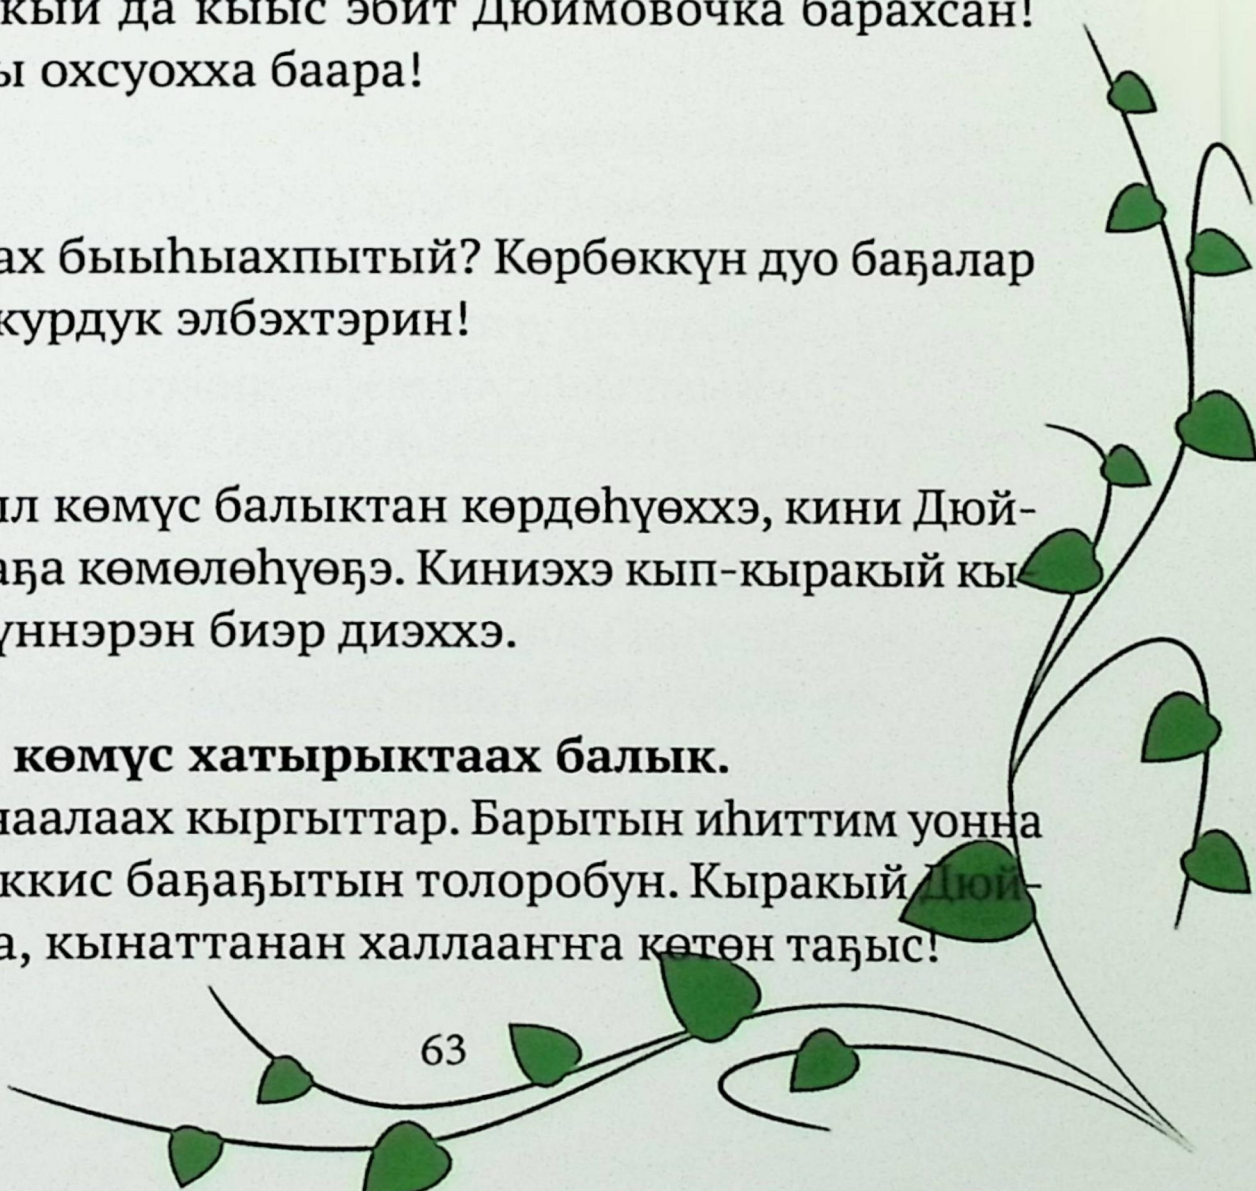 кый да кыыс эбит Дюймовочка барахсан!
ы охсуохха баара!
ах быыһыахпытый? Көрбөккүн дуо баҕалар
курдук элбэхтэрин!
ыл көмүс балыктан көрдөһүөххэ, кини Дюй-
аҕа көмөлөһүөҕэ. Киниэхэ кып-кыракый кы
үннэрэн биэр диэххэ.
көмүс хатырыктаах балык.
наалаах кыргыттар. Барытын иһиттим уонна
ккис баҕаҕытын толоробун. Кыракый Дюй-
а, кынаттанан халлааҥҥа көтөн таҕыс!
63